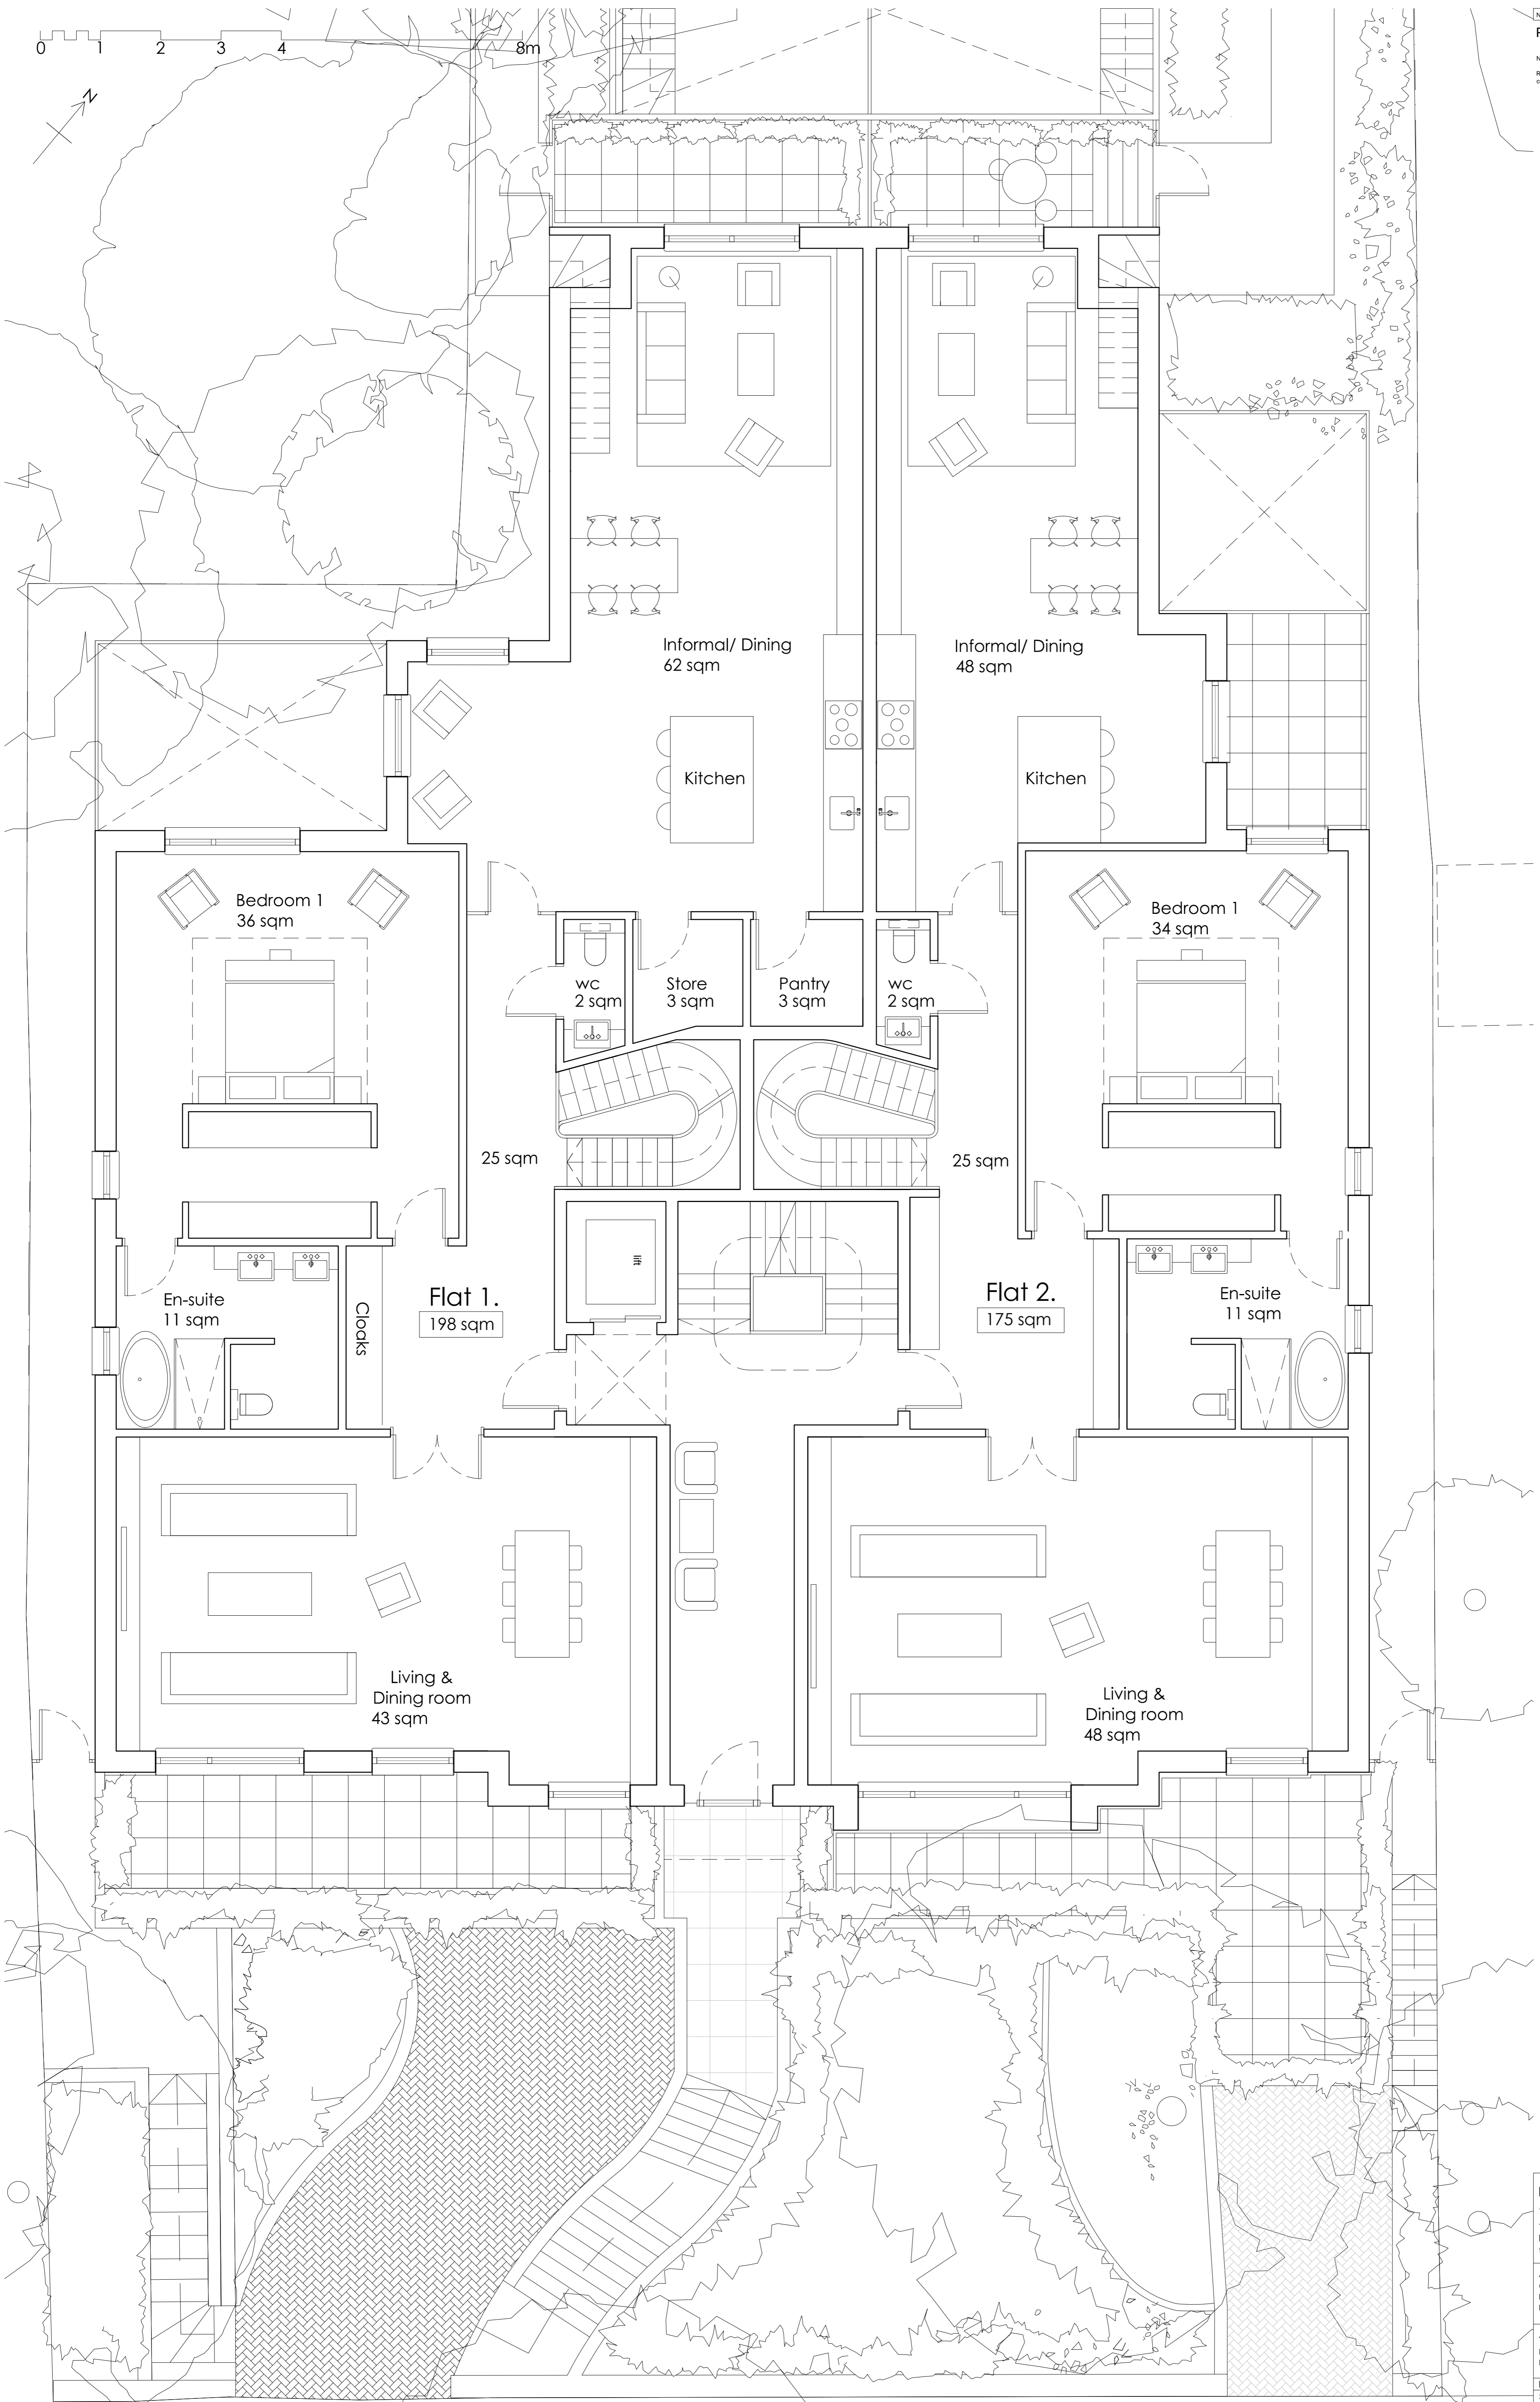 0 1 2 3 4 8m
N
Informal/ Dining
62 sqm
Informal/ Dining
48 sqm
Kitchen
Kitchen
Bedroom 1
36 sqm
Bedroom 1
34 sqm
wc
2 sqm
Store
3 sqm
Pantry
3 sqm
wc
2 sqm
25 sqm
25 sqm
lift
En-suite
11 sqm
Cloaks
Flat 1.
198 sqm
Flat 2.
175 sqm
En-suite
11 sqm
Living &
Dining room
43 sqm
Living &
Dining room
48 sqm